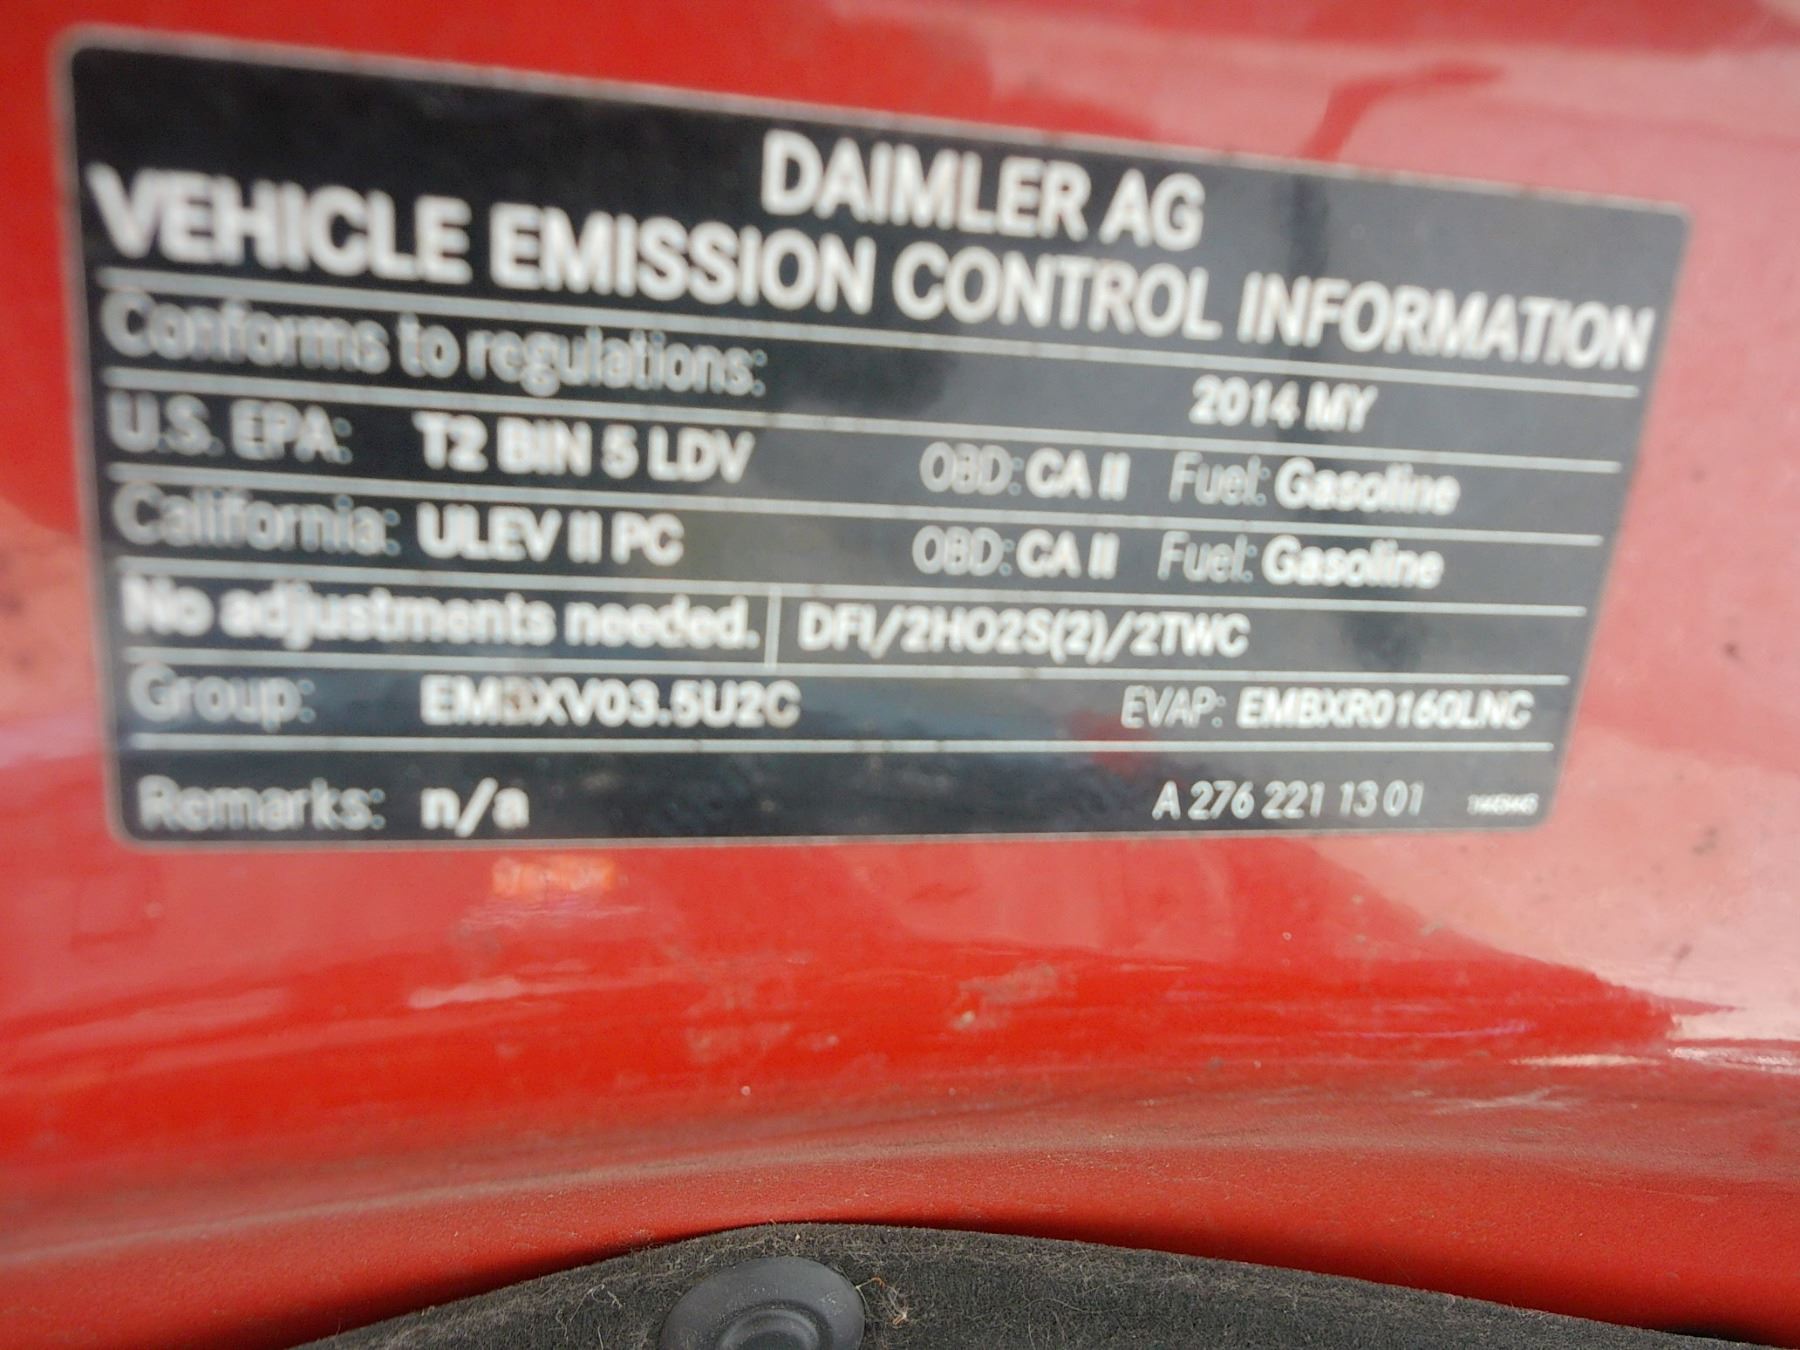 DAIMLER AG
VEHICLE EMISSION CONTROL INFORMATION
Conforms to regulations: 2014 MY
U.S. EPA: T2 BIN 5 LDV OBD: CA II Fuel: Gasoline
California: ULEV II PC OBD: CA II Fuel: Gasoline
No adjustments needed. DFI/2HO2S(2)/2TWC
Group: EMBXV03.5U2C EVAP: EMBXR0160LNC
Remarks: n/a A 276 221 13 01